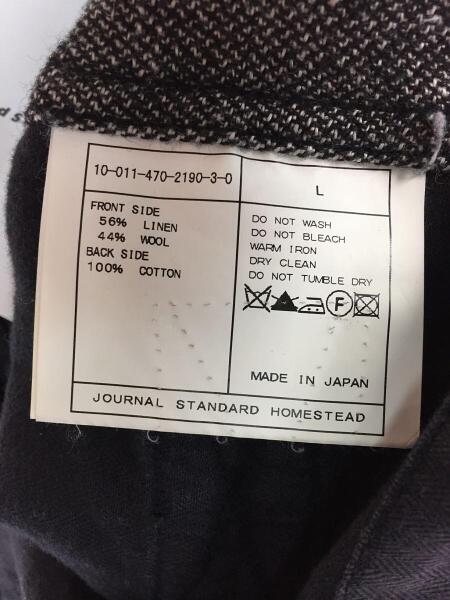 10-011-470-2190-3-0
L
FRONT SIDE
56% LINEN
44% WOOL
BACK SIDE
100% COTTON
DO NOT WASH
DO NOT BLEACH
WARM IRON
DRY CLEAN
DO NOT TUMBLE DRY
F
MADE IN JAPAN
JOURNAL STANDARD HOMESTEAD